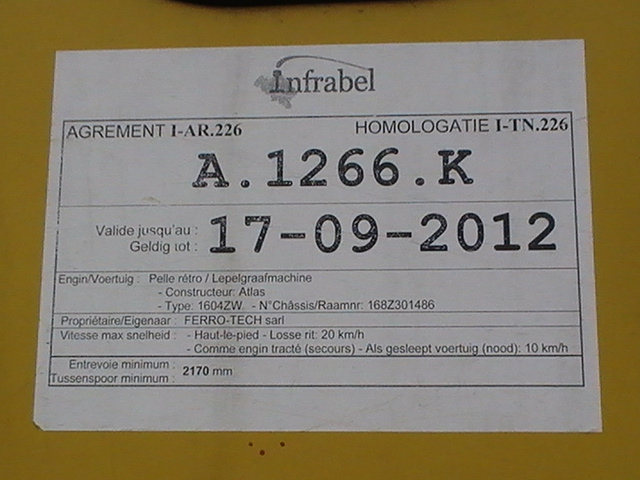 Infrabel
AGREMENT I-AR.226 HOMOLOGATIE I-TN.226
A.1266.K
Valide jusqu'au :
Geldig tot : 17-09-2012
Engin/Voertuig : Pelle rétro / Lepelgraafmachine
- Constructeur: Atlas
- Type: 1604ZW. - N°Châssis/Raamnr: 168Z301486
Propriétaire/Eigenaar : FERRO-TECH sarl
Vitesse max snelheid : - Haut-le-pied - Losse rit: 20 km/h
- Comme engin tracté (secours) - Als gesleept voertuig (nood): 10 km/h
Entrevoie minimum :
Tussenspoor minimum : 2170 mm